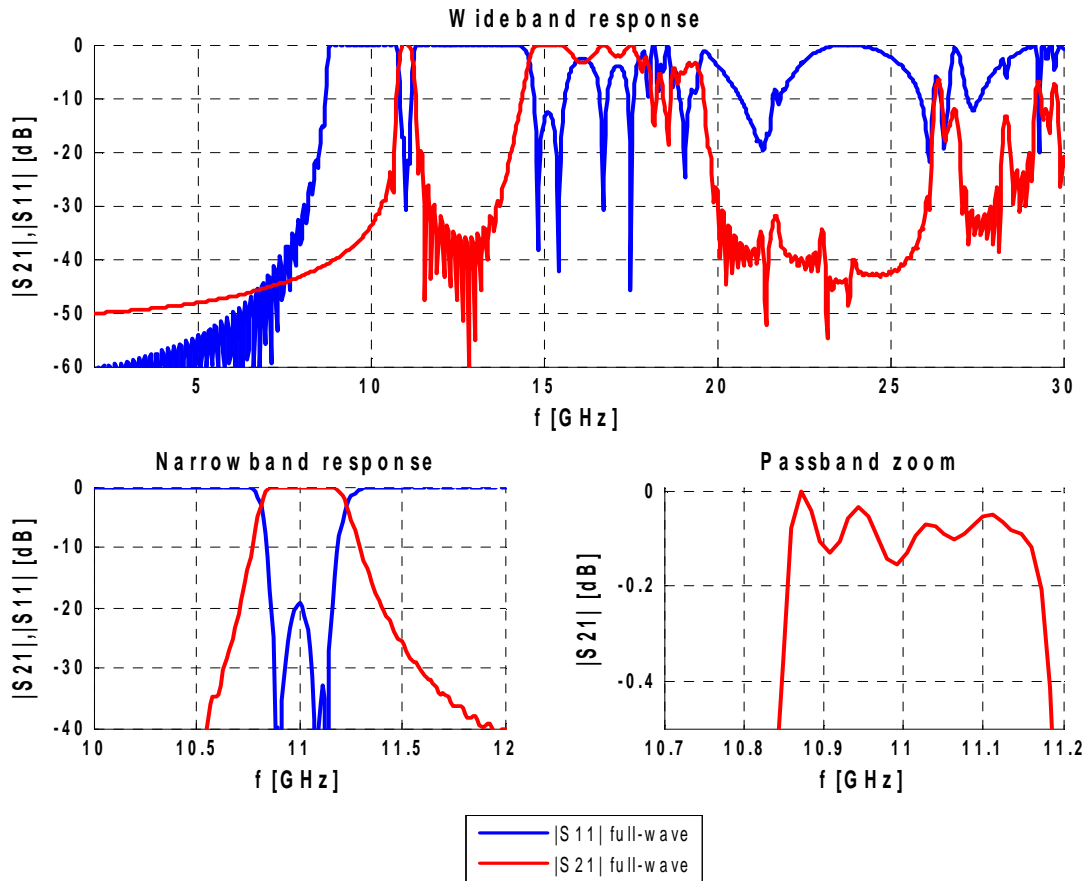 Wideband response
0
-10
-20
-30
-40
-50
-60
|S21|,|S11| [dB]
5 10 15 20 25 30
f [GHz]
Narrowband response
0
-10
-20
-30
-40
|S21|,|S11| [dB]
10 10.5 11 11.5 12
f [GHz]
Passband zoom
0
-0.2
-0.4
|S21| [dB]
10.7 10.8 10.9 11 11.1 11.2
f [GHz]
|S11| full-wave
|S21| full-wave